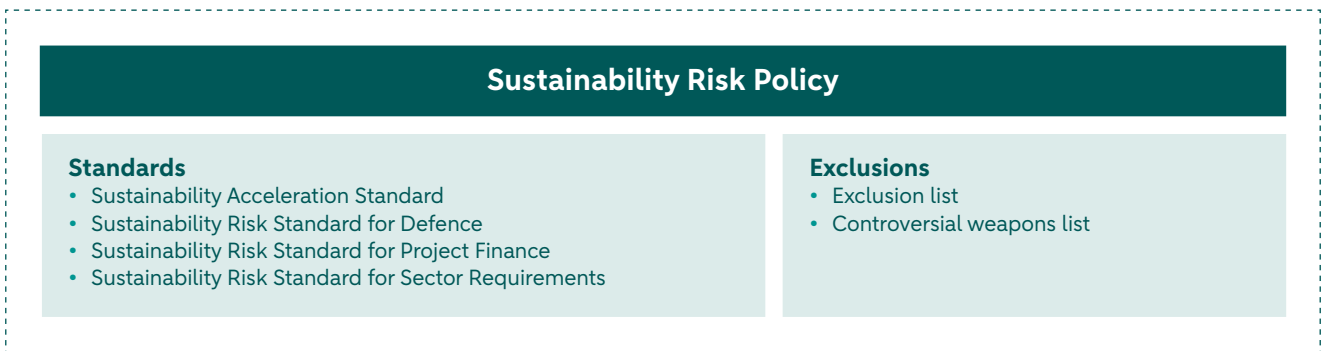 Sustainability Risk Policy
Standards
• Sustainability Acceleration Standard
• Sustainability Risk Standard for Defence
• Sustainability Risk Standard for Project Finance
• Sustainability Risk Standard for Sector Requirements
Exclusions
• Exclusion list
• Controversial weapons list